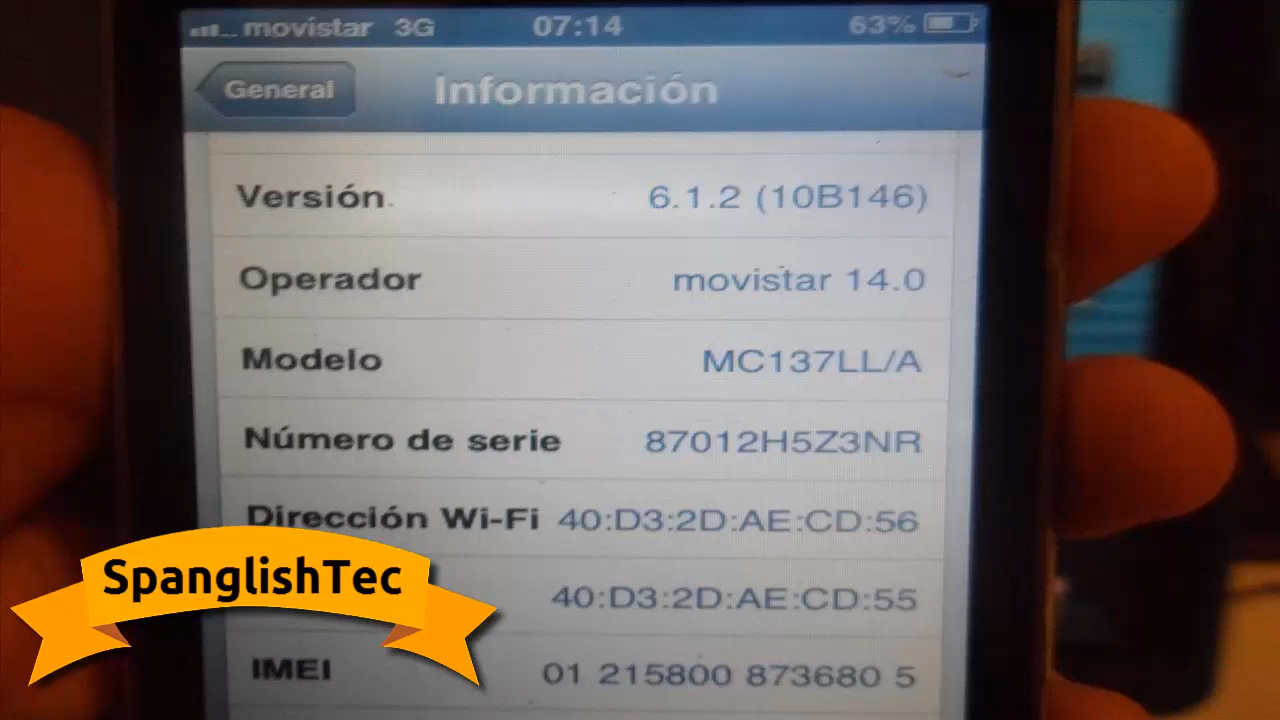 movistar 3G 07:14 63%
General Información
Versión 6.1.2 (10B146)
Operador movistar 14.0
Modelo MC137LL/A
Número de serie 87012H5Z3NR
Dirección Wi-Fi 40:D3:2D:AE:CD:56
40:D3:2D:AE:CD:55
SpanglishTec
IMEI 01 215800 873680 5